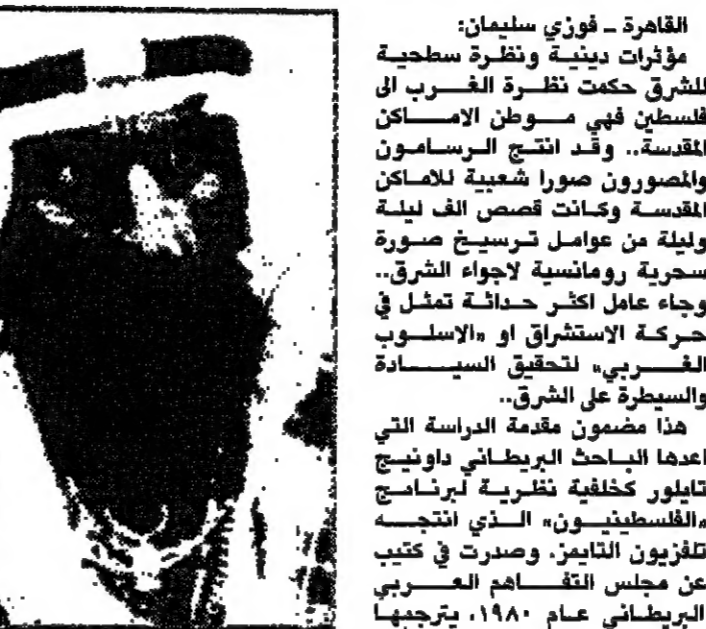 القاهرة ــ فوزي سليمان:
مؤثرات دينية ونظرة سطحية
للشرق حكمت نظرة الغرب الى
فلسطين فهي موطن الاماكن
المقدسة.. وقد انتج الرسامون
والمصورون صورا شعبية للاماكن
المقدسة وكانت قصص الف ليلة
وليلة من عوامل ترسيخ صورة
سحرية رومانسية لاجواء الشرق..
وجاء عامل اكثر حداثة تمثل في
حركة الاستشراق او «الاسلوب
الغربي» لتحقيق السيادة
والسيطرة على الشرق..
هذا مضمون مقدمة الدراسة التي
اعدها الباحث البريطاني داونيج
تايلور كخلفية نظرية لبرنامج
«الفلسطينيون» الذي انتجه
تلفزيون التايمز. وصدرت في كتيب
عن مجلس التفاهم العربي
البريطاني عام ١٩٨٠، يترجمها